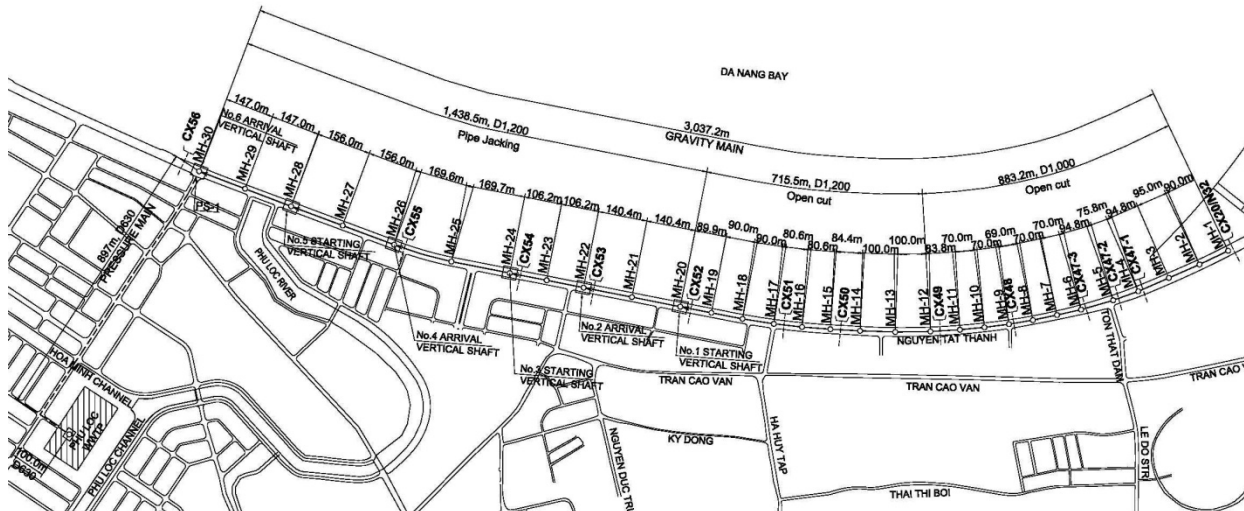 DA NANG BAY
3,037.2m
GRAVITY MAIN
1,438.5m, D1,200
Pipe Jacking
715.5m, D1,200
Open cut
883.2m, D1,000
Open cut
147.0m
147.0m
156.0m
156.0m
169.6m
169.7m
106.2m
106.2m
140.4m
140.4m
89.9m
90.0m
90.0m
80.6m
80.6m
84.4m
100.0m
100.0m
83.8m
70.0m
69.0m
70.0m
70.0m
94.8m
75.8m
94.8m
95.0m
90.0m
CX56
MH-30
MH-29
MH-28
MH-27
MH-26
CX55
MH-25
MH-24
CX54
MH-23
MH-22
CX53
MH-21
MH-20
CX52
MH-19
MH-18
MH-17
CX51
MH-16
MH-15
CX50
MH-14
MH-13
MH-12
CX49
MH-11
MH-10
MH-9
CX48
MH-8
MH-7
MH-6
CX47-3
MH-5
CX47-2
MH-4
CX47-1
MH-3
MH-2
MH-1
CX20/N32
No.6 ARRIVAL
VERTICAL SHAFT
No.5 STARTING
VERTICAL SHAFT
No.4 ARRIVAL
VERTICAL SHAFT
No.3 STARTING
VERTICAL SHAFT
No.2 ARRIVAL
VERTICAL SHAFT
No.1 STARTING
VERTICAL SHAFT
PS-1
897m, D630
PRESSURE MAIN
PHU LOC RIVER
HOA MINH CHANNEL
PHU LOC
WWTP
PHU LOC CHANNEL
100.0m
D630
NGUYEN TAT THANH
TRAN CAO VAN
TRAN CAO VAN
TRAN CAO V
TON THAT DAM
HA HUY TAP
KY DONG
NGUYEN DUC TRU
THAI THI BOI
LE DO STR